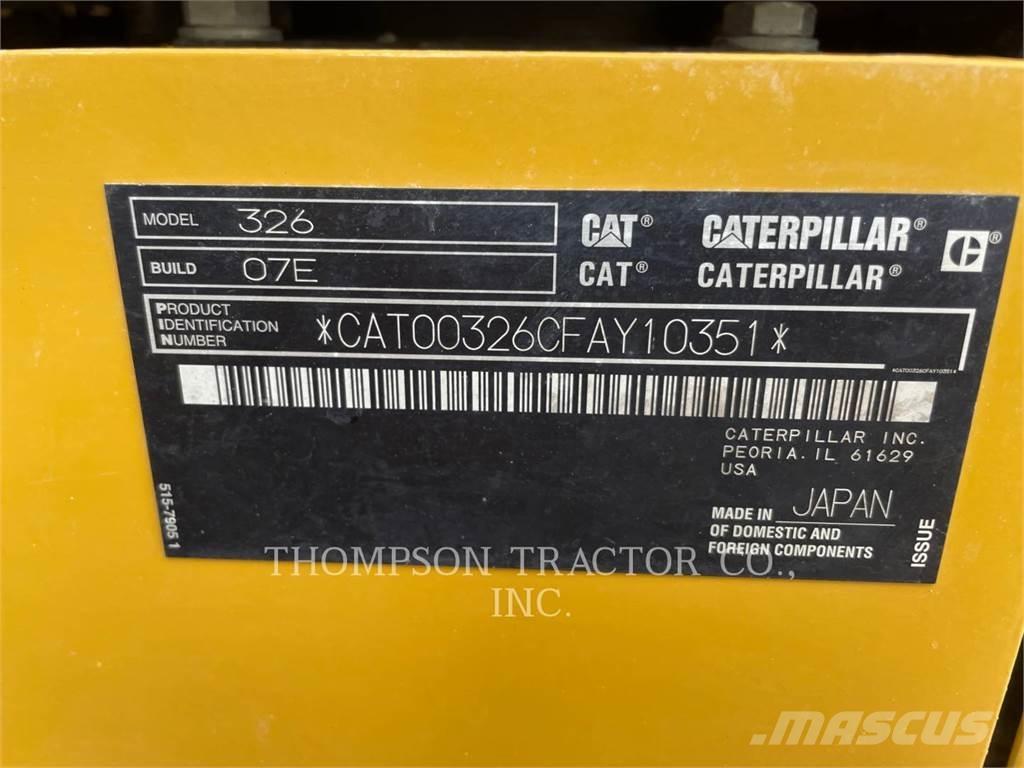 MODEL 326
BUILD 07E
CAT® CATERPILLAR®
CAT® CATERPILLAR®
PRODUCT
IDENTIFICATION
NUMBER
*CAT00326CFAY10351*
*CAT00326CFAY10351*
CATERPILLAR INC.
PEORIA. IL 61629
USA
MADE IN JAPAN
OF DOMESTIC AND
FOREIGN COMPONENTS
515-7905 1
ISSUE
THOMPSON TRACTOR CO.,
INC.
MASCUS